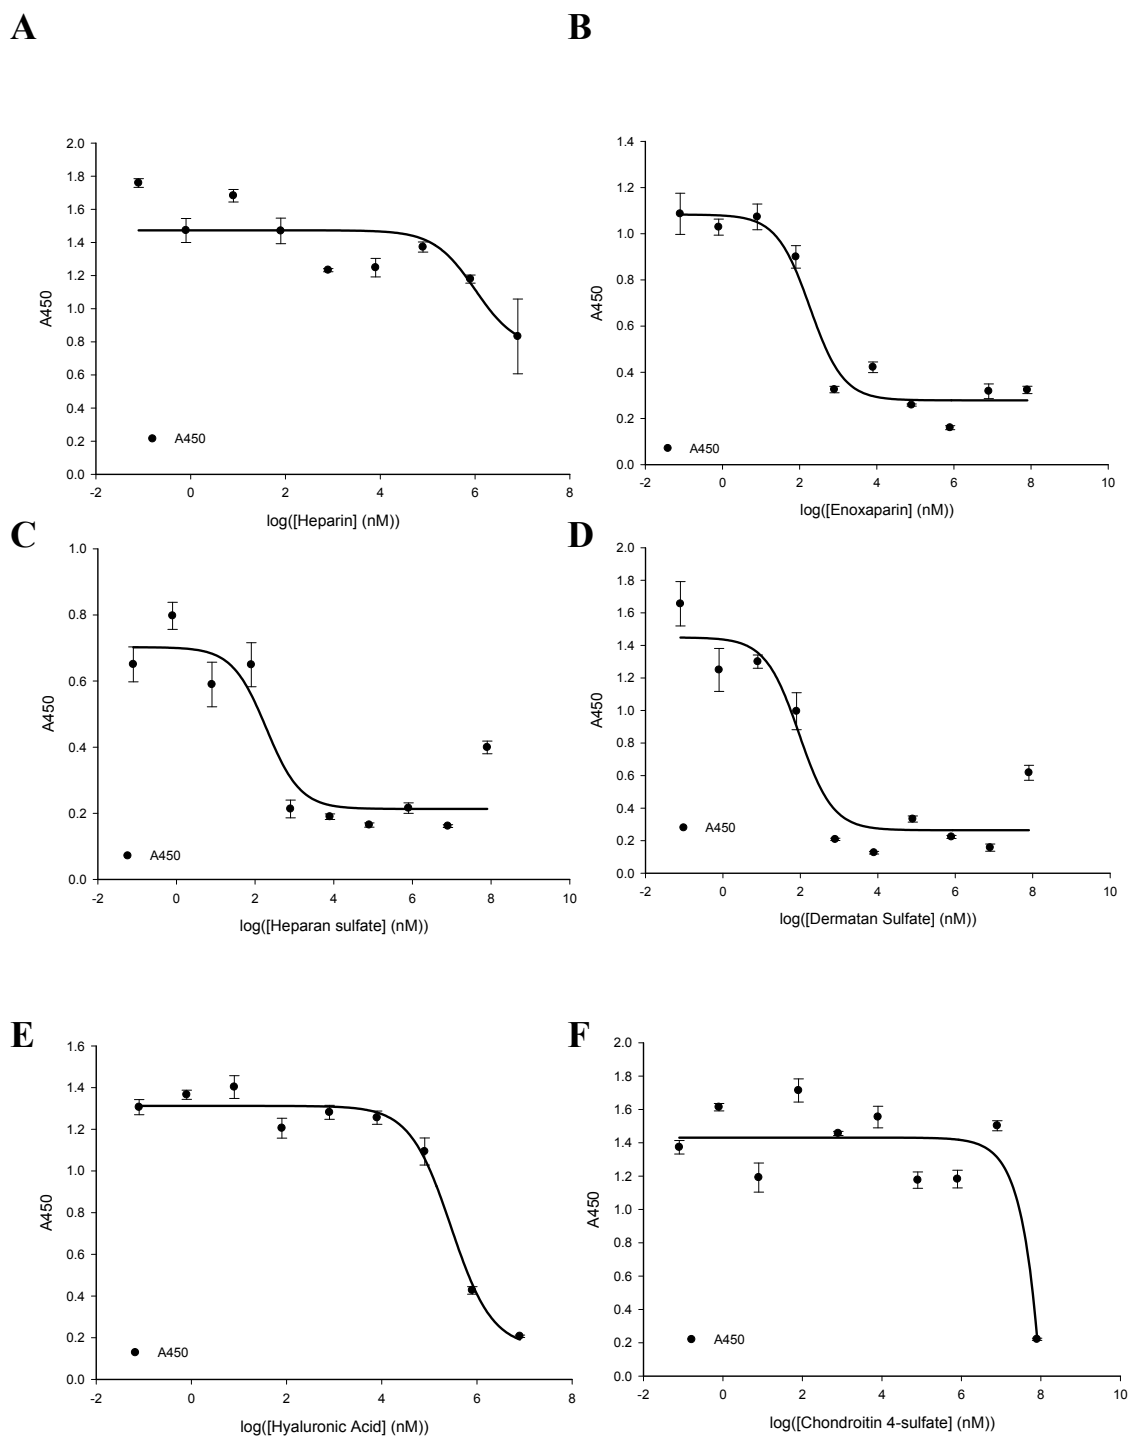 A
B
2.0
1.8
1.6
1.4
1.2
1.0
0.8
0.6
0.4
0.2
0.0
A450
A450
-2 0 2 4 6 8
log([Heparin] (nM))
1.4
1.2
1.0
0.8
0.6
0.4
0.2
0.0
A450
A450
-2 0 2 4 6 8 10
log([Enoxaparin] (nM))
C
D
1.0
0.8
0.6
0.4
0.2
0.0
A450
A450
-2 0 2 4 6 8 10
log([Heparan sulfate] (nM))
2.0
1.8
1.6
1.4
1.2
1.0
0.8
0.6
0.4
0.2
0.0
A450
A450
-2 0 2 4 6 8 10
log([Dermatan Sulfate] (nM))
E
F
1.6
1.4
1.2
1.0
0.8
0.6
0.4
0.2
0.0
A450
A450
-2 0 2 4 6 8
log([Hyaluronic Acid] (nM))
2.0
1.8
1.6
1.4
1.2
1.0
0.8
0.6
0.4
0.2
0.0
A450
A450
-2 0 2 4 6 8 10
log([Chondroitin 4-sulfate] (nM))